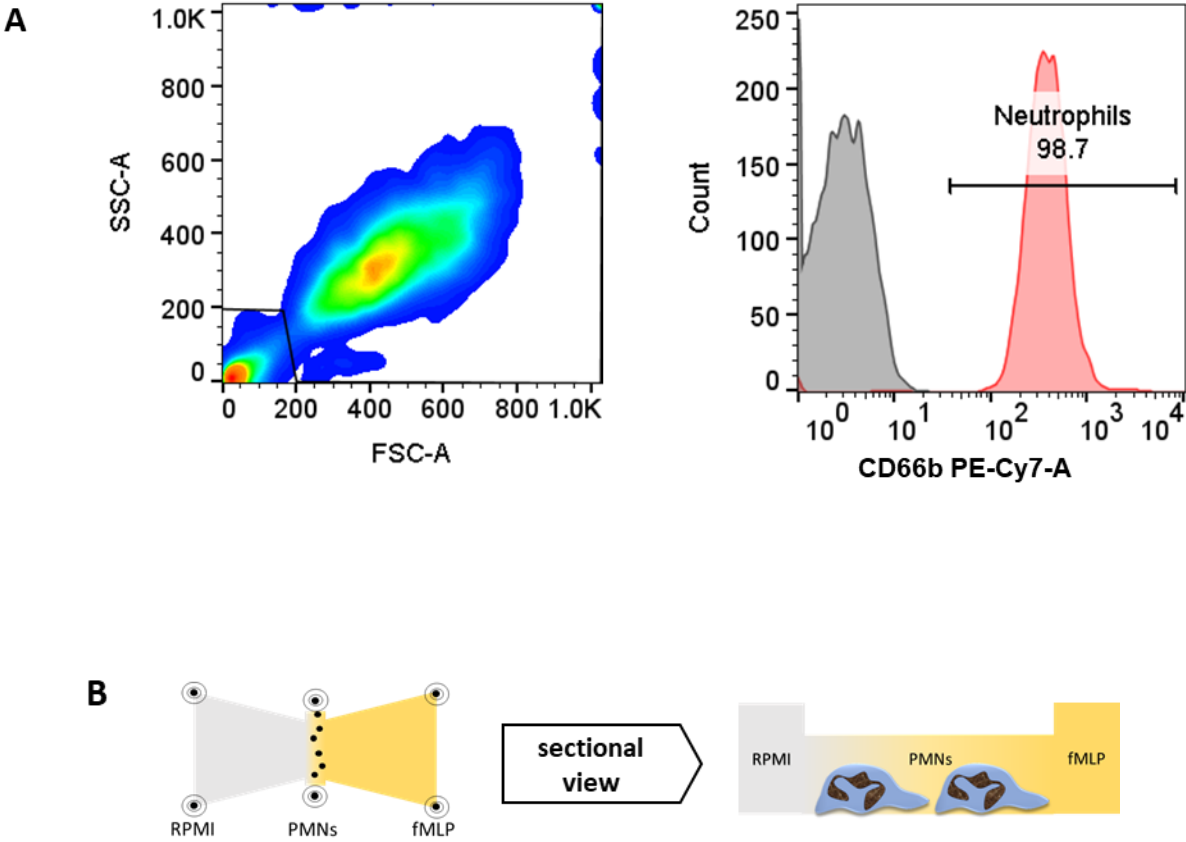 A
1.0K
800
600
400
200
0
SSC-A
0 200 400 600 800 1.0K
FSC-A
250
200
150
100
50
0
Count
Neutrophils
98.7
10^0 10^1 10^2 10^3 10^4
CD66b PE-Cy7-A
B
RPMI PMNs fMLP
sectional
view
RPMI PMNs fMLP